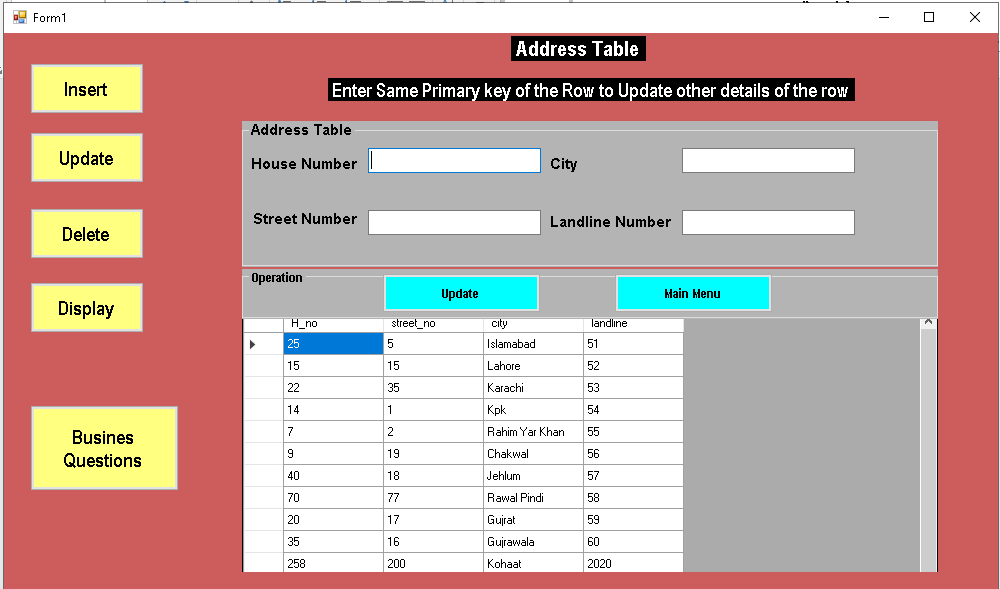 Form1
Address Table
Enter Same Primary key of the Row to Update other details of the row
Insert
Update
Delete
Display
Busines
Questions
Address Table
House Number
City
Street Number
Landline Number
Operation
Update
Main Menu
H_no street_no city landline
25 5 Islamabad 51
15 15 Lahore 52
22 35 Karachi 53
14 1 Kpk 54
7 2 Rahim Yar Khan 55
9 19 Chakwal 56
40 18 Jehlum 57
70 77 Rawal Pindi 58
20 17 Gujrat 59
35 16 Gujrawala 60
258 200 Kohaat 2020